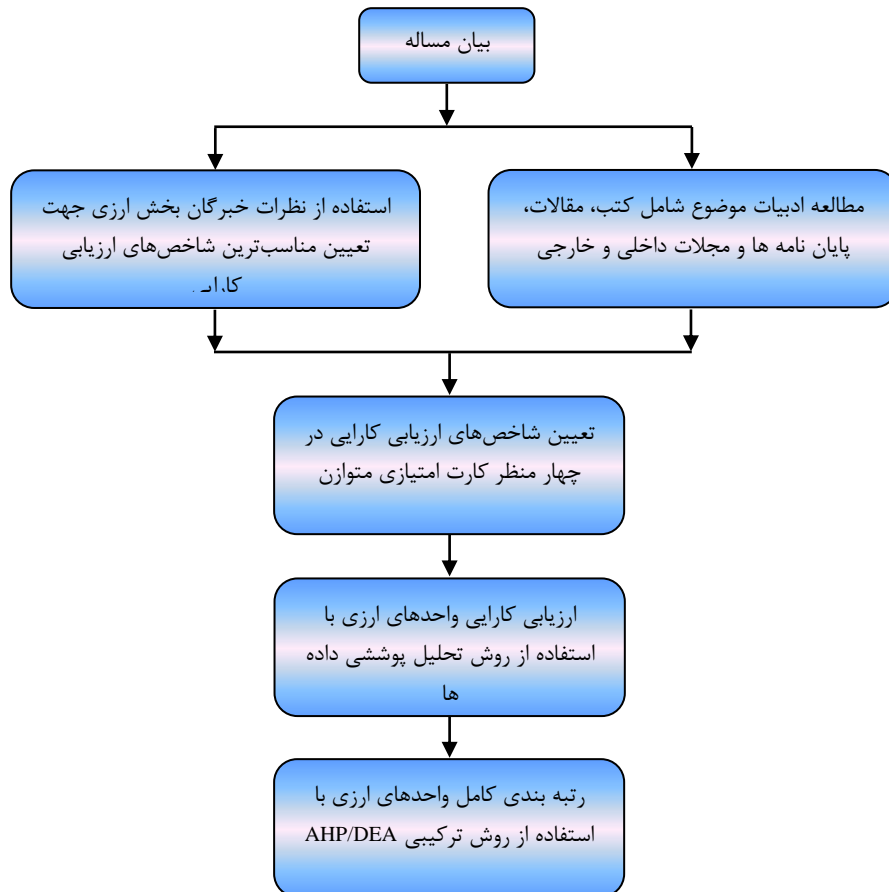 بیان مساله
مطالعه ادبیات موضوع شامل کتب، مقالات،
پایان نامه ها و مجلات داخلی و خارجی
استفاده از نظرات خبرگان بخش ارزی جهت
تعیین مناسب‌ترین شاخص‌های ارزیابی
کارایی
تعیین شاخص‌های ارزیابی کارایی در
چهار منظر کارت امتیازی متوازن
ارزیابی کارایی واحدهای ارزی با
استفاده از روش تحلیل پوششی داده
ها
رتبه بندی کامل واحدهای ارزی با
استفاده از روش ترکیبی AHP/DEA